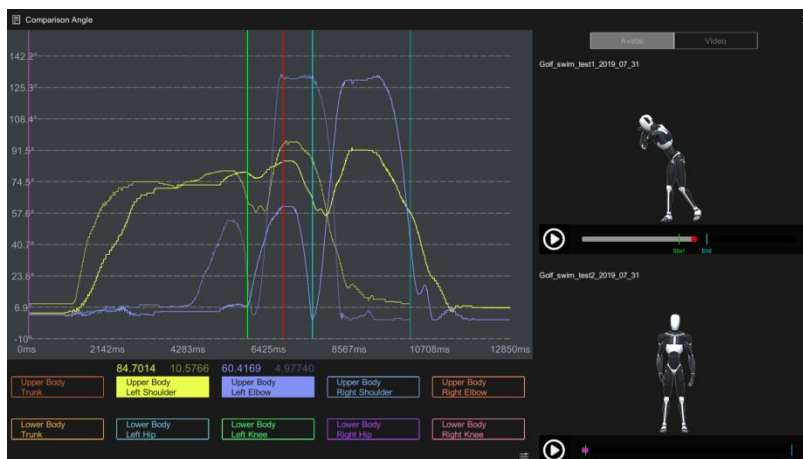 Comparison Angle
142.2°
125.3°
108.4°
91.5°
74.5°
57.6°
40.7°
23.8°
6.9°
-10°
0ms 2142ms 4283ms 6425ms 8567ms 10708ms 12850ms
84.7014 10.5766 60.4169 4.97740
Upper Body
Trunk
Upper Body
Left Shoulder
Upper Body
Left Elbow
Upper Body
Right Shoulder
Upper Body
Right Elbow
Lower Body
Trunk
Lower Body
Left Hip
Lower Body
Left Knee
Lower Body
Right Hip
Lower Body
Right Knee
Avatar Video
Golf_swim_test1_2019_07_31
Start End
Golf_swim_test2_2019_07_31